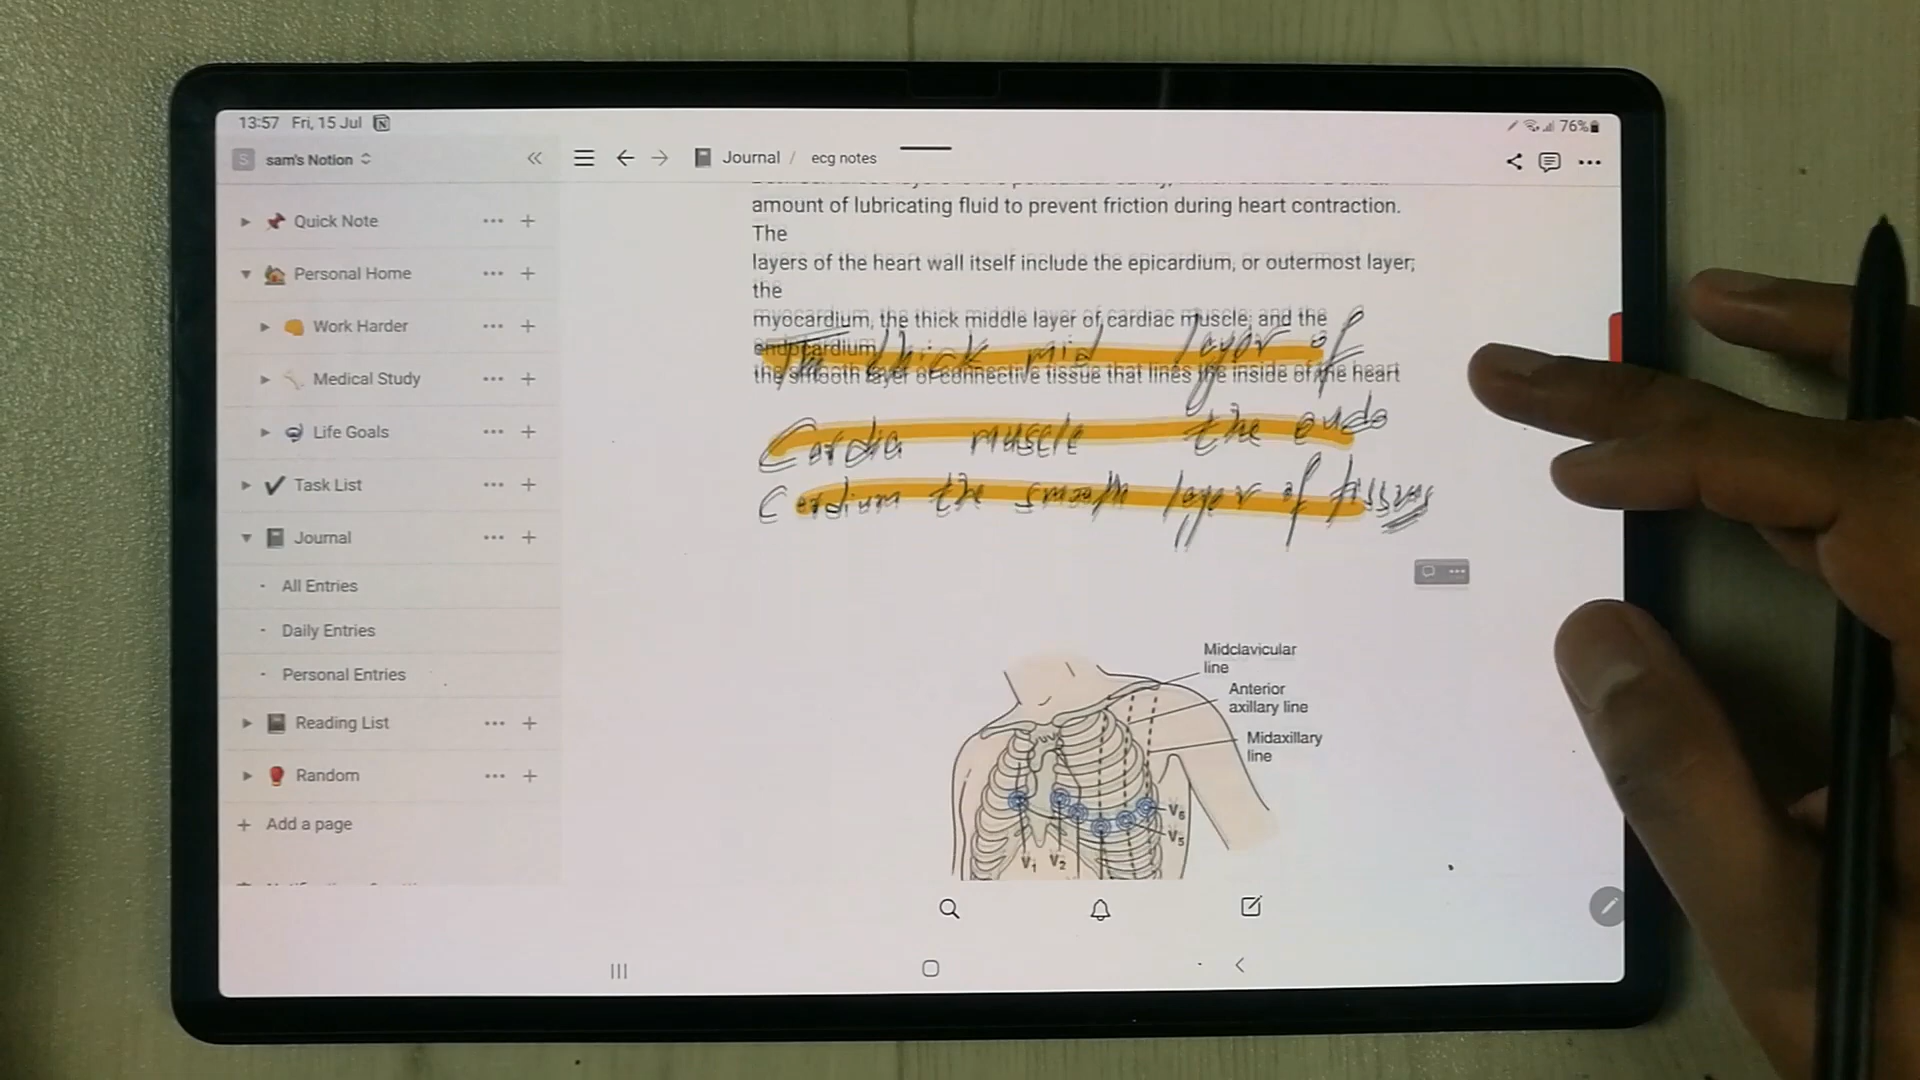 13:57 Fri, 15 Jul
76%
S sam's Notion
Journal / ecg notes
Quick Note
Personal Home
Work Harder
Medical Study
Life Goals
Task List
Journal
All Entries
Daily Entries
Personal Entries
Reading List
Random
Add a page
amount of lubricating fluid to prevent friction during heart contraction.
The
layers of the heart wall itself include the epicardium, or outermost layer;
the
myocardium, the thick middle layer of cardiac muscle; and the
endocardium
the smooth layer of connective tissue that lines the inside of the heart
The thick mid layer of
Cardia muscle the endo
Cardium the smooth layer of tissues
Midclavicular
line
Anterior
axillary line
Midaxillary
line
V6
V5
V1 V2